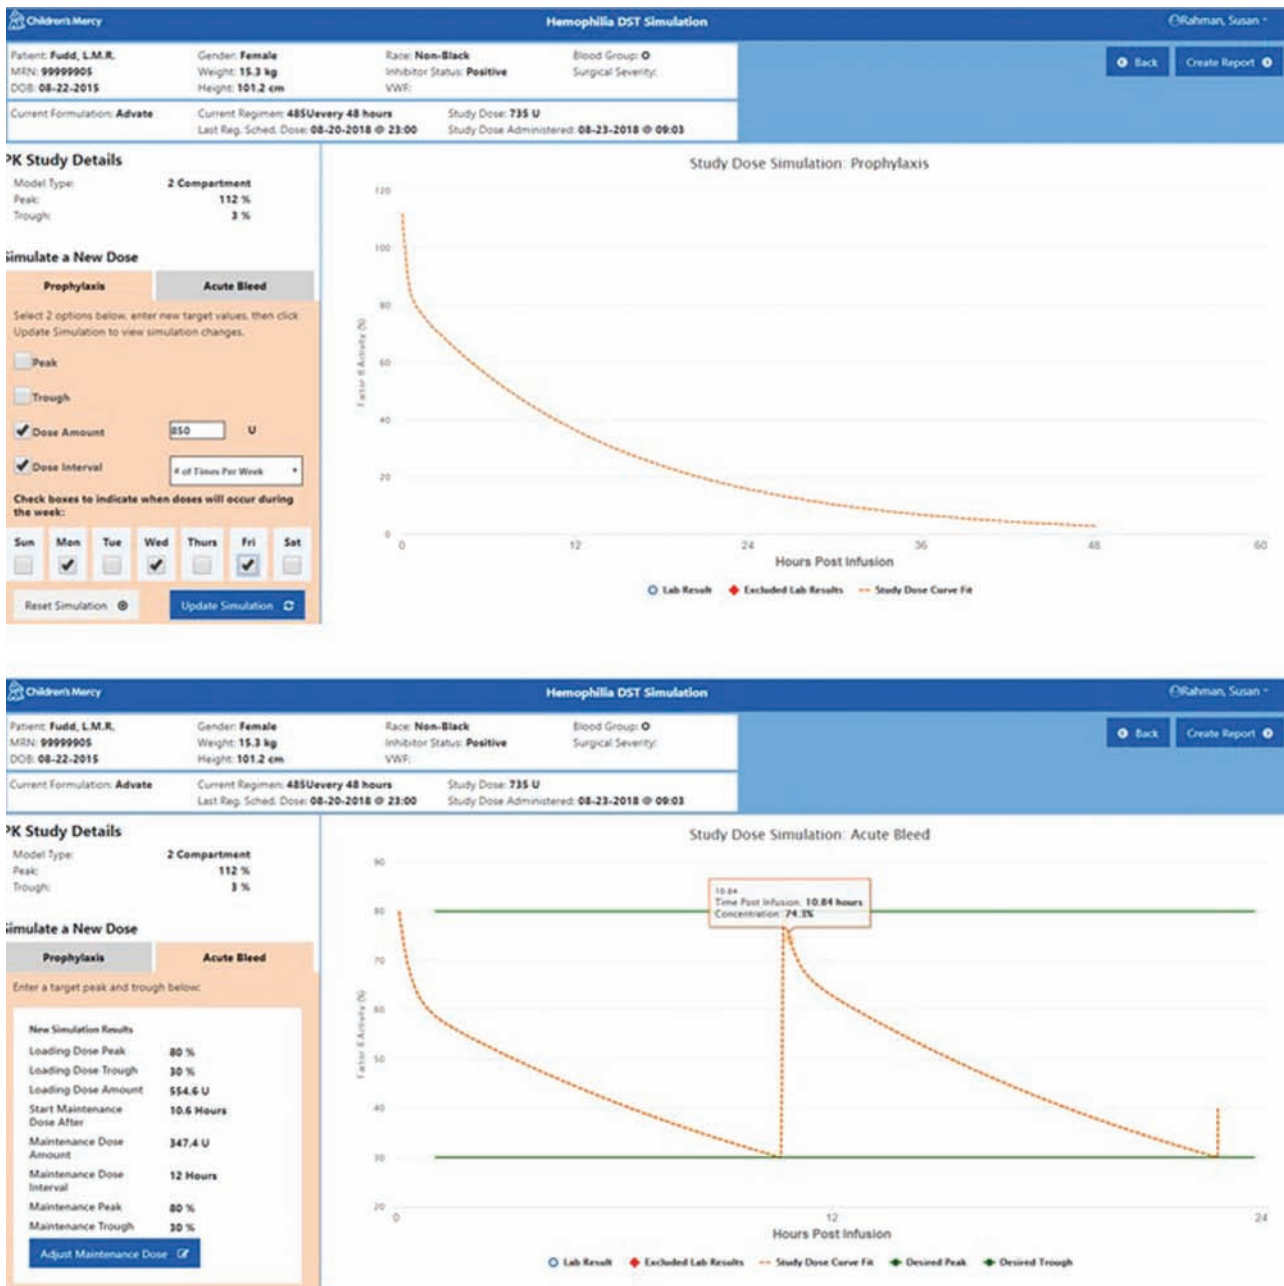 Children's Mercy
Hemophilia DST Simulation
Rahman, Susan
Patient: Fudd, L.M.R.
Gender: Female
Race: Non-Black
Blood Group: O
MRN: 99999905
Weight: 15.3 kg
Inhibitor Status: Positive
Surgical Severity:
DOB: 08-22-2015
Height: 101.2 cm
VWF:
Back
Create Report
Current Formulation: Advate
Current Regimen: 485Uevery 48 hours
Study Dose: 735 U
Last Reg. Sched. Dose: 08-20-2018 @ 23:00
Study Dose Administered: 08-23-2018 @ 09:03
PK Study Details
Model Type: 2 Compartment
Peak: 112 %
Trough: 3 %
Simulate a New Dose
Prophylaxis
Acute Bleed
Select 2 options below, enter new target values, then click
Update Simulation to view simulation changes.
Peak
Trough
Dose Amount 850 U
Dose Interval # of Times Per Week
Check boxes to indicate when doses will occur during
the week:
Sun Mon Tue Wed Thurs Fri Sat
Reset Simulation
Update Simulation
Study Dose Simulation: Prophylaxis
120
100
80
60
40
20
0
Factor 8 Activity (%)
0 12 24 36 48 60
Hours Post Infusion
Lab Result Excluded Lab Results Study Dose Curve Fit
Children's Mercy
Hemophilia DST Simulation
Rahman, Susan
Patient: Fudd, L.M.R.
Gender: Female
Race: Non-Black
Blood Group: O
MRN: 99999905
Weight: 15.3 kg
Inhibitor Status: Positive
Surgical Severity:
DOB: 08-22-2015
Height: 101.2 cm
VWF:
Back
Create Report
Current Formulation: Advate
Current Regimen: 485Uevery 48 hours
Study Dose: 735 U
Last Reg. Sched. Dose: 08-20-2018 @ 23:00
Study Dose Administered: 08-23-2018 @ 09:03
PK Study Details
Model Type: 2 Compartment
Peak: 112 %
Trough: 3 %
Simulate a New Dose
Prophylaxis
Acute Bleed
Enter a target peak and trough below:
New Simulation Results
Loading Dose Peak 80 %
Loading Dose Trough 30 %
Loading Dose Amount 554.6 U
Start Maintenance 10.6 Hours
Dose After
Maintenance Dose 347.4 U
Amount
Maintenance Dose 12 Hours
Interval
Maintenance Peak 80 %
Maintenance Trough 30 %
Adjust Maintenance Dose
Study Dose Simulation: Acute Bleed
90
80
70
60
50
40
30
20
Factor 8 Activity (%)
10.84
Time Post Infusion: 10.84 hours
Concentration: 74.3%
0 12 24
Hours Post Infusion
Lab Result Excluded Lab Results Study Dose Curve Fit Desired Peak Desired Trough